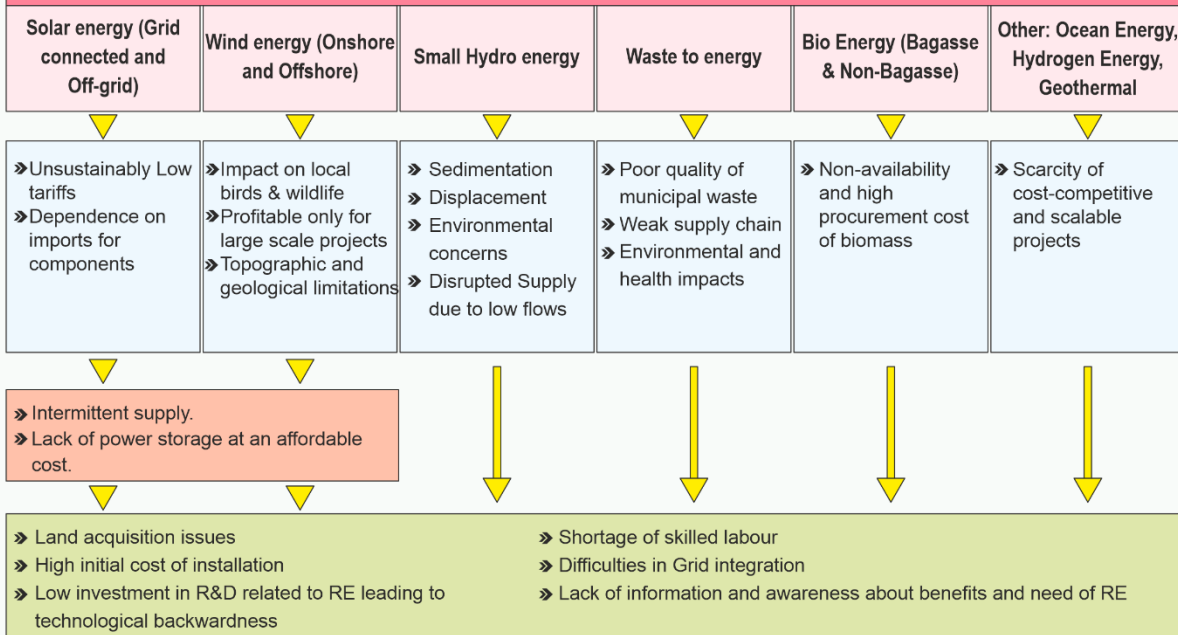 Solar energy (Grid
connected and
Off-grid)
Wind energy (Onshore
and Offshore)
Small Hydro energy
Waste to energy
Bio Energy (Bagasse
& Non-Bagasse)
Other: Ocean Energy,
Hydrogen Energy,
Geothermal
Unsustainably Low
tariffs
Dependence on
imports for
components
Impact on local
birds & wildlife
Profitable only for
large scale projects
Topographic and
geological limitations
Sedimentation
Displacement
Environmental
concerns
Disrupted Supply
due to low flows
Poor quality of
municipal waste
Weak supply chain
Environmental and
health impacts
Non-availability
and high
procurement cost
of biomass
Scarcity of
cost-competitive
and scalable
projects
Intermittent supply.
Lack of power storage at an affordable
cost.
Land acquisition issues
High initial cost of installation
Low investment in R&D related to RE leading to
technological backwardness
Shortage of skilled labour
Difficulties in Grid integration
Lack of information and awareness about benefits and need of RE